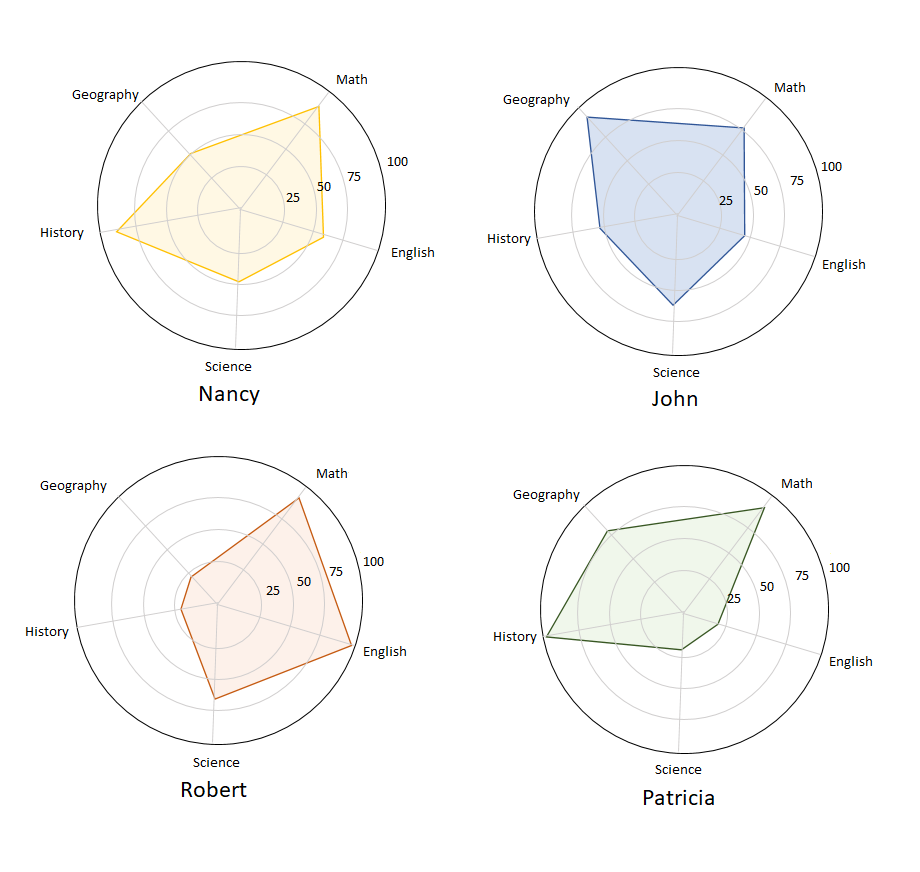 Math
Geography
100
75
50
25
History
English
Science
Nancy
Math
Geography
100
75
50
25
History
English
Science
John
Math
Geography
100
75
50
25
History
English
Science
Robert
Math
Geography
100
75
50
25
History
English
Science
Patricia